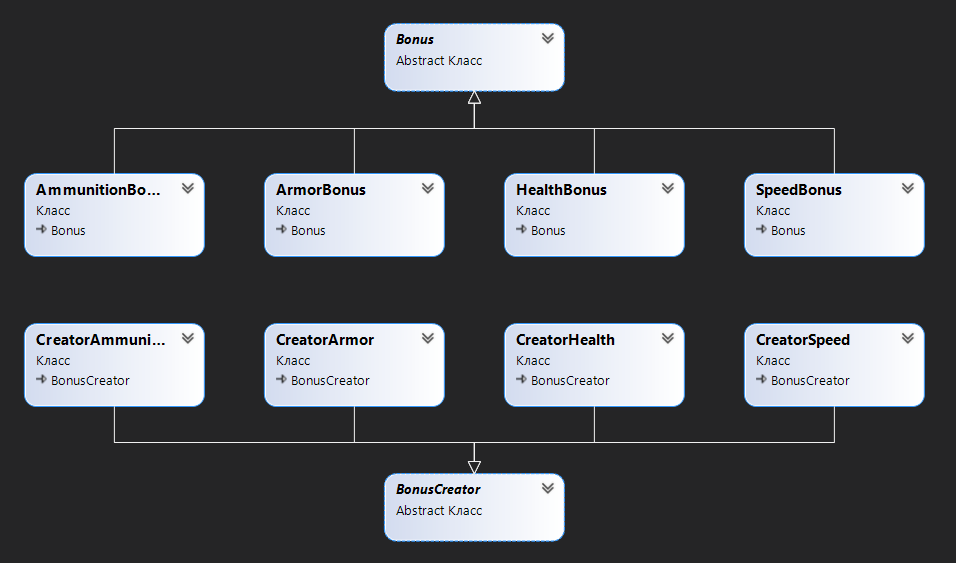 Bonus
Abstract Класс
AmmunitionBo...
Класс
Bonus
ArmorBonus
Класс
Bonus
HealthBonus
Класс
Bonus
SpeedBonus
Класс
Bonus
CreatorAmmuni...
Класс
BonusCreator
CreatorArmor
Класс
BonusCreator
CreatorHealth
Класс
BonusCreator
CreatorSpeed
Класс
BonusCreator
BonusCreator
Abstract Класс